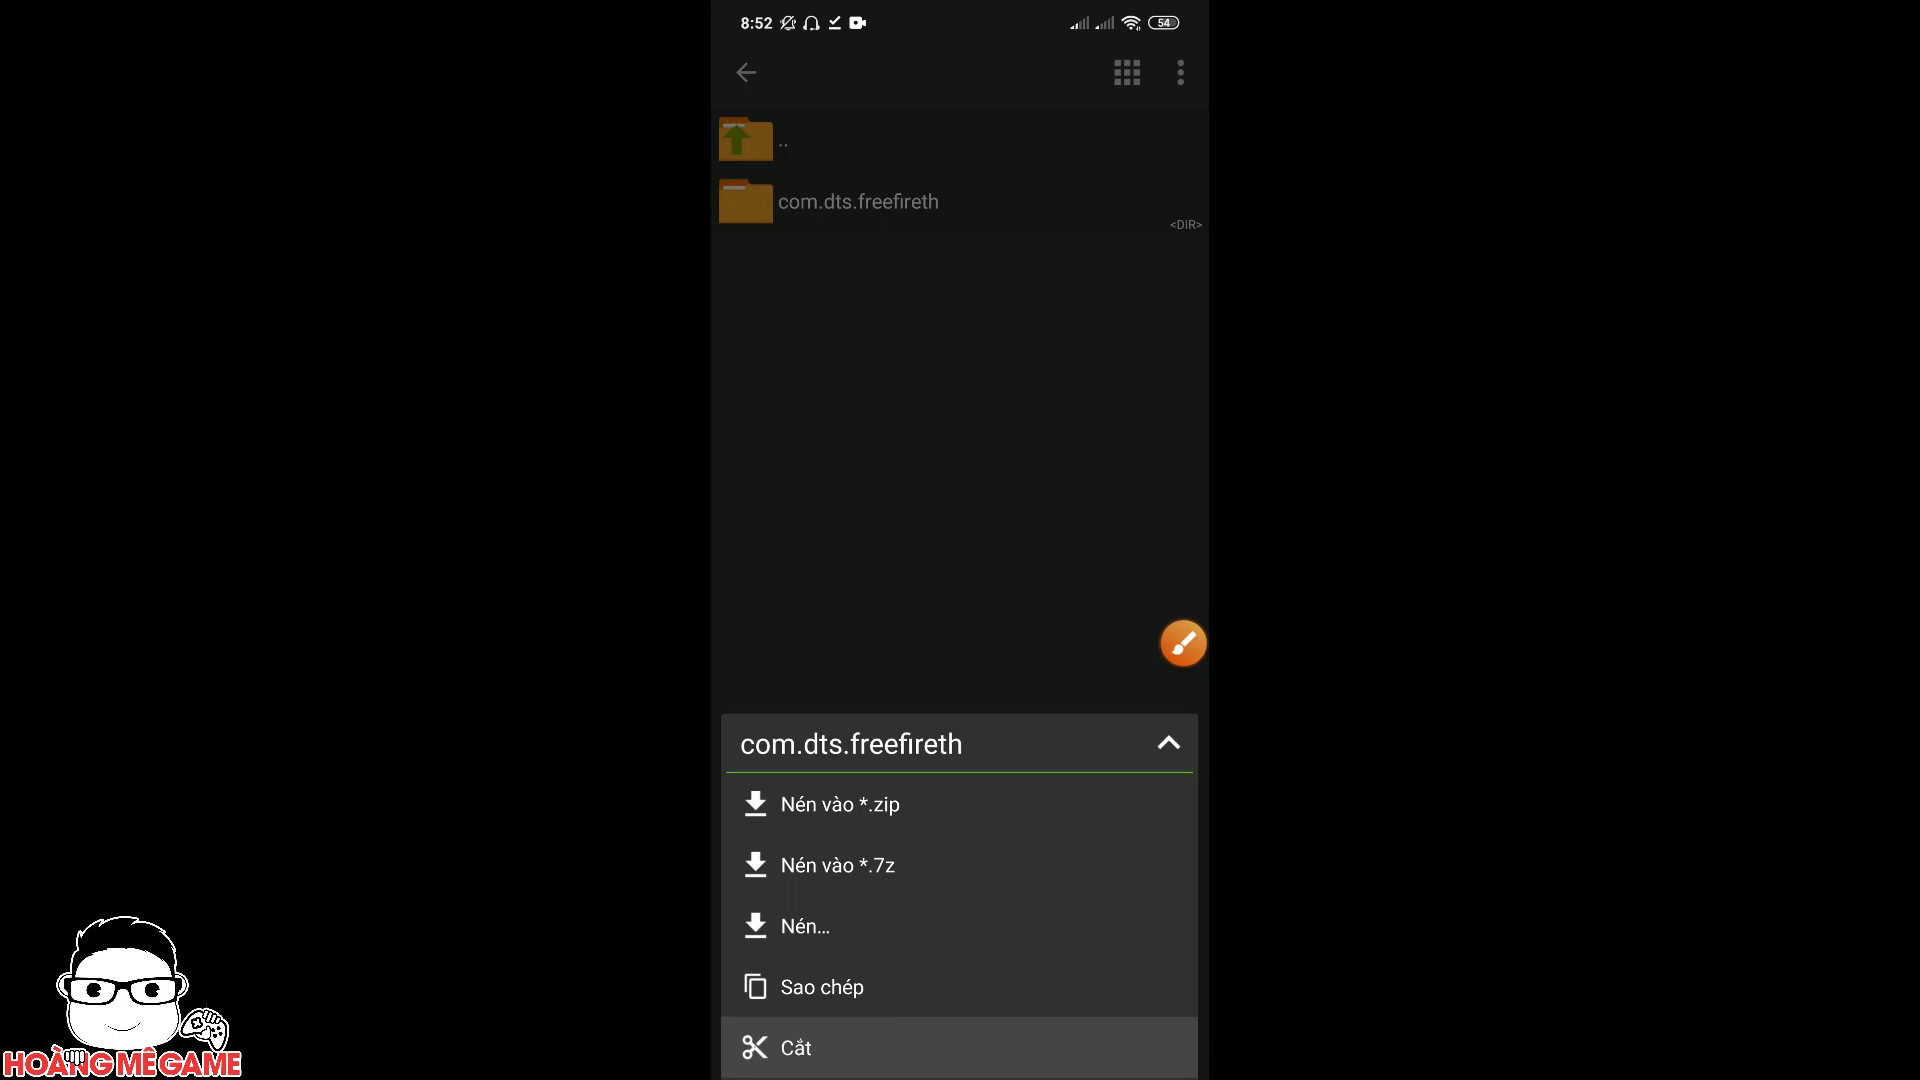 8:52
54
..
com.dts.freefireth
<DIR>
com.dts.freefireth
Nén vào *.zip
Nén vào *.7z
Nén...
Sao chép
Cắt
HOÀNG MÊ GAME